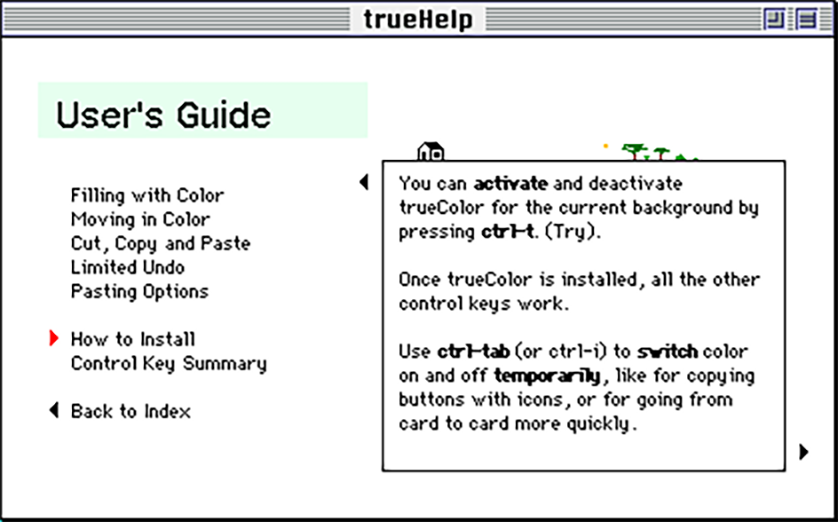 trueHelp
User's Guide
Filling with Color
Moving in Color
Cut, Copy and Paste
Limited Undo
Pasting Options
How to Install
Control Key Summary
Back to Index
You can activate and deactivate
trueColor for the current background by
pressing ctrl-t. (Try).
Once trueColor is installed, all the other
control keys work.
Use ctrl-tab (or ctrl-i) to switch color
on and off temporarily, like for copying
buttons with icons, or for going from
card to card more quickly.